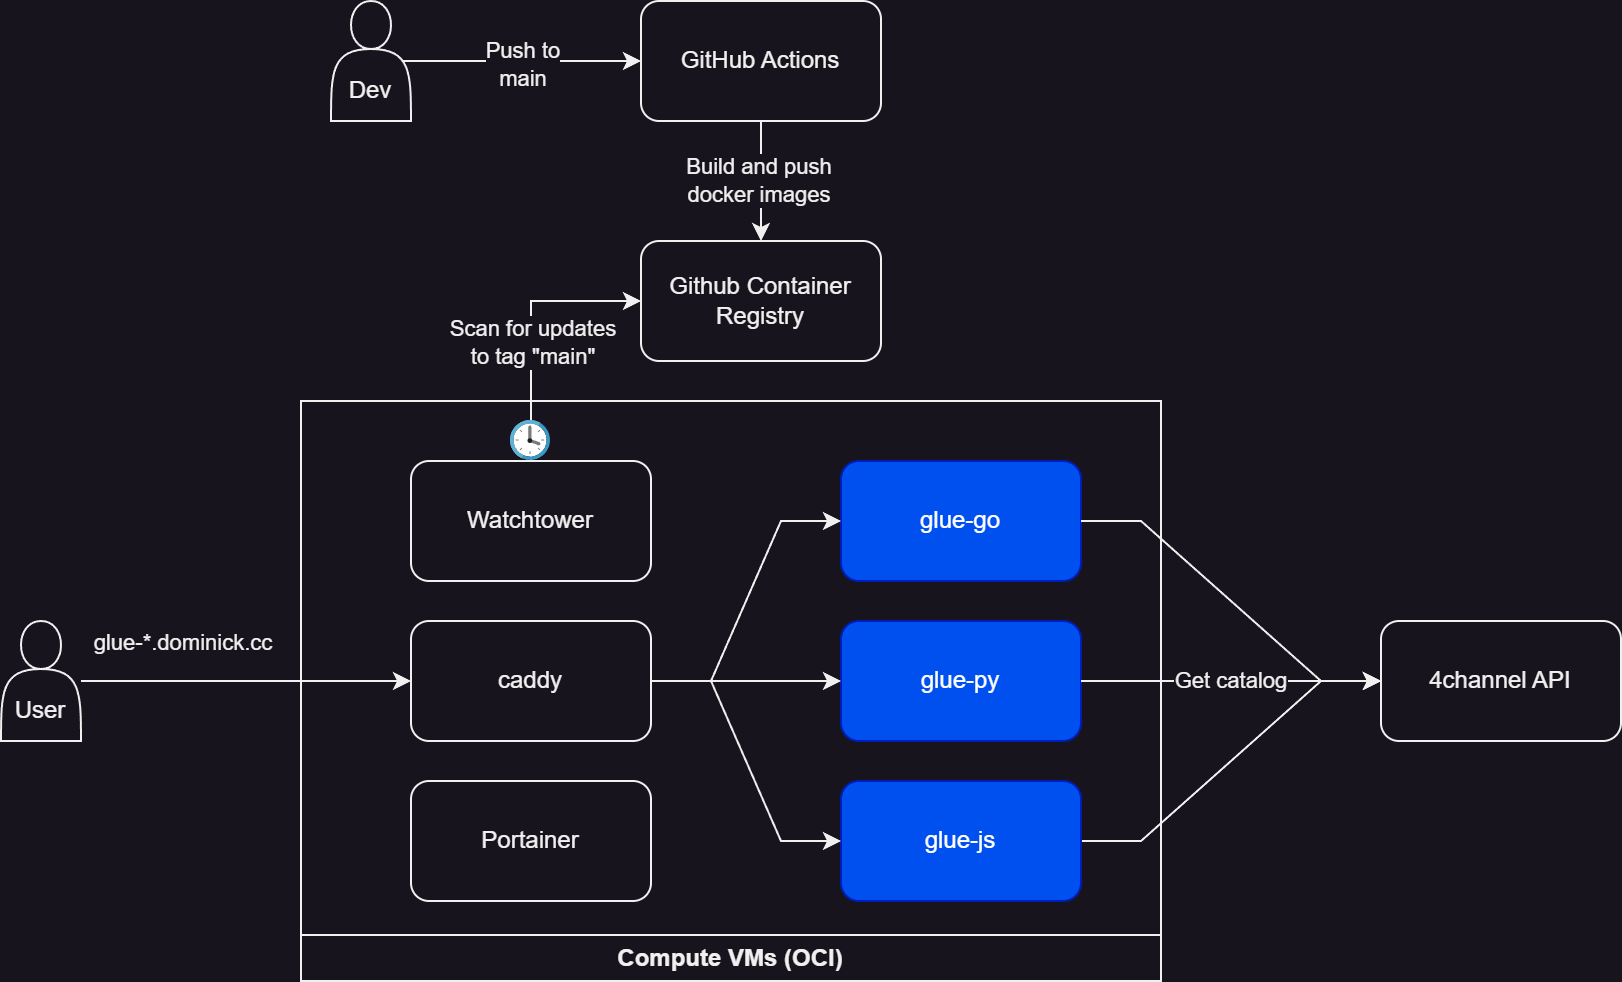 Dev
Push to
main
GitHub Actions
Build and push
docker images
Github Container
Registry
Scan for updates
to tag "main"
Watchtower
glue-go
User
glue-*.dominick.cc
caddy
glue-py
Get catalog
4channel API
Portainer
glue-js
Compute VMs (OCI)